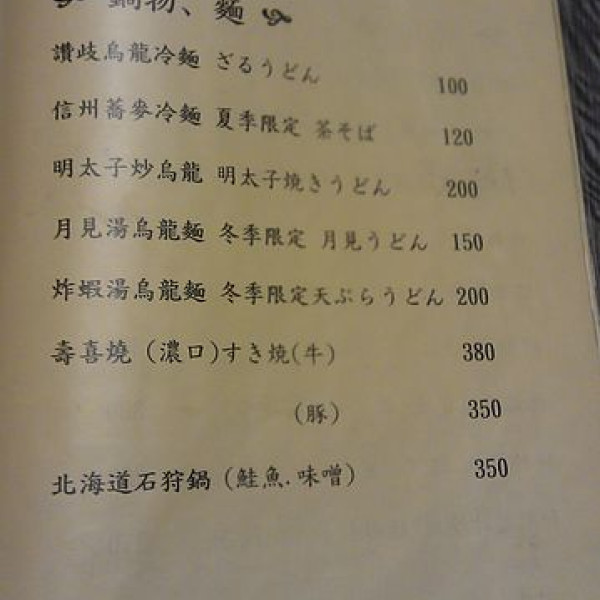 鍋物、麵
讚岐烏龍冷麵 ざるうどん 100
信州蕎麥冷麵 夏季限定 茶そば 120
明太子炒烏龍 明太子焼きうどん 200
月見湯烏龍麵 冬季限定 月見うどん 150
炸蝦湯烏龍麵 冬季限定天ぷらうどん 200
壽喜燒 (濃口)すき焼(牛) 380
(豚) 350
北海道石狩鍋 (鮭魚.味噌) 350